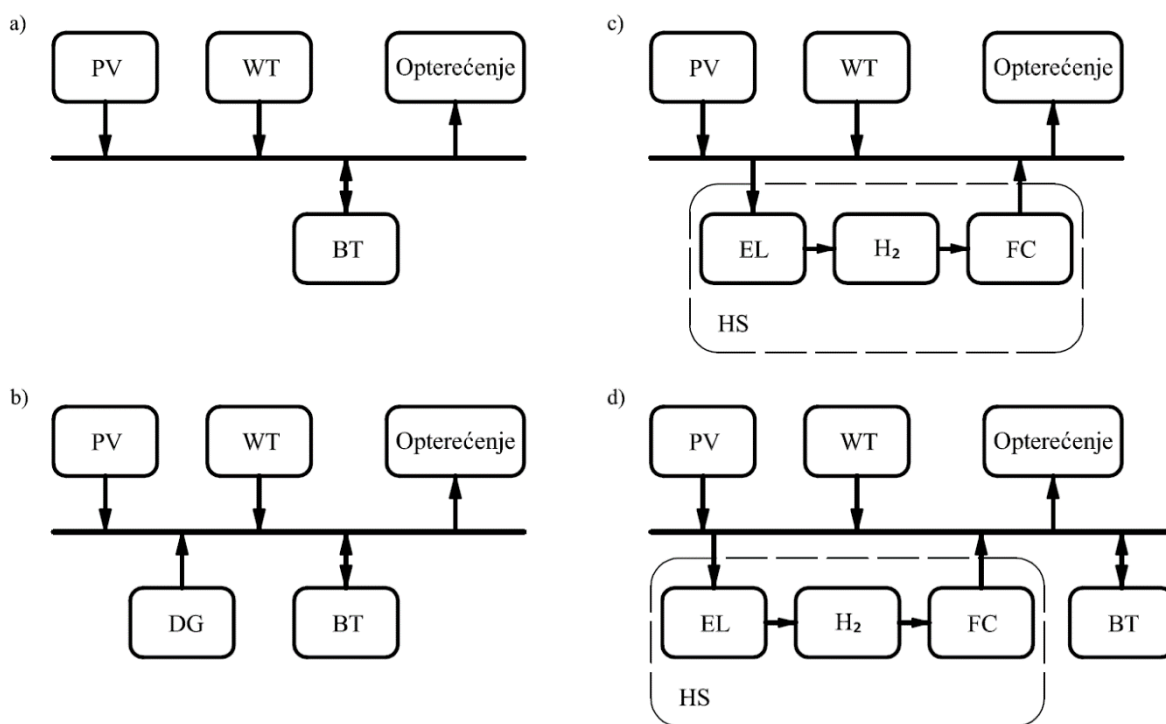 a)
PV
WT
Opterećenje
BT
b)
PV
WT
Opterećenje
DG
BT
c)
PV
WT
Opterećenje
EL
H₂
FC
HS
d)
PV
WT
Opterećenje
EL
H₂
FC
BT
HS